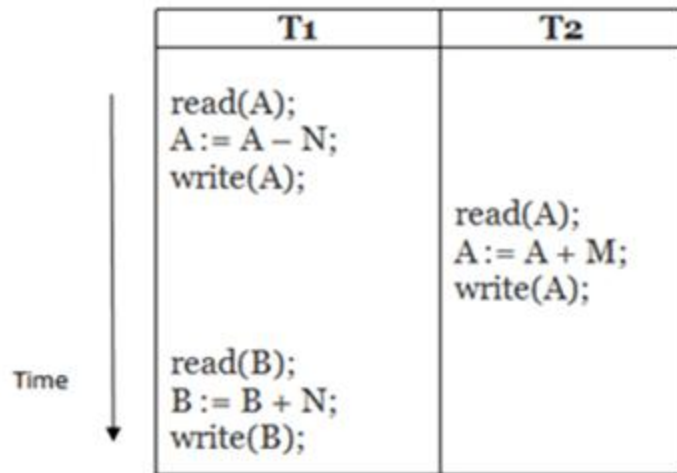 T1 T2
read(A);
A := A – N;
write(A);
read(A);
A := A + M;
write(A);
read(B);
B := B + N;
write(B);
Time